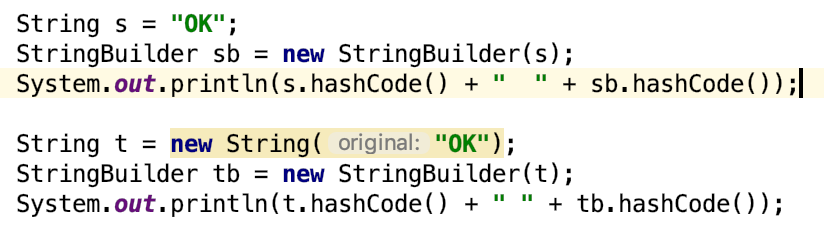 String s = "OK";
StringBuilder sb = new StringBuilder(s);
System.out.println(s.hashCode() + "  " + sb.hashCode());
String t = new String( original: "OK");
StringBuilder tb = new StringBuilder(t);
System.out.println(t.hashCode() + " " + tb.hashCode());